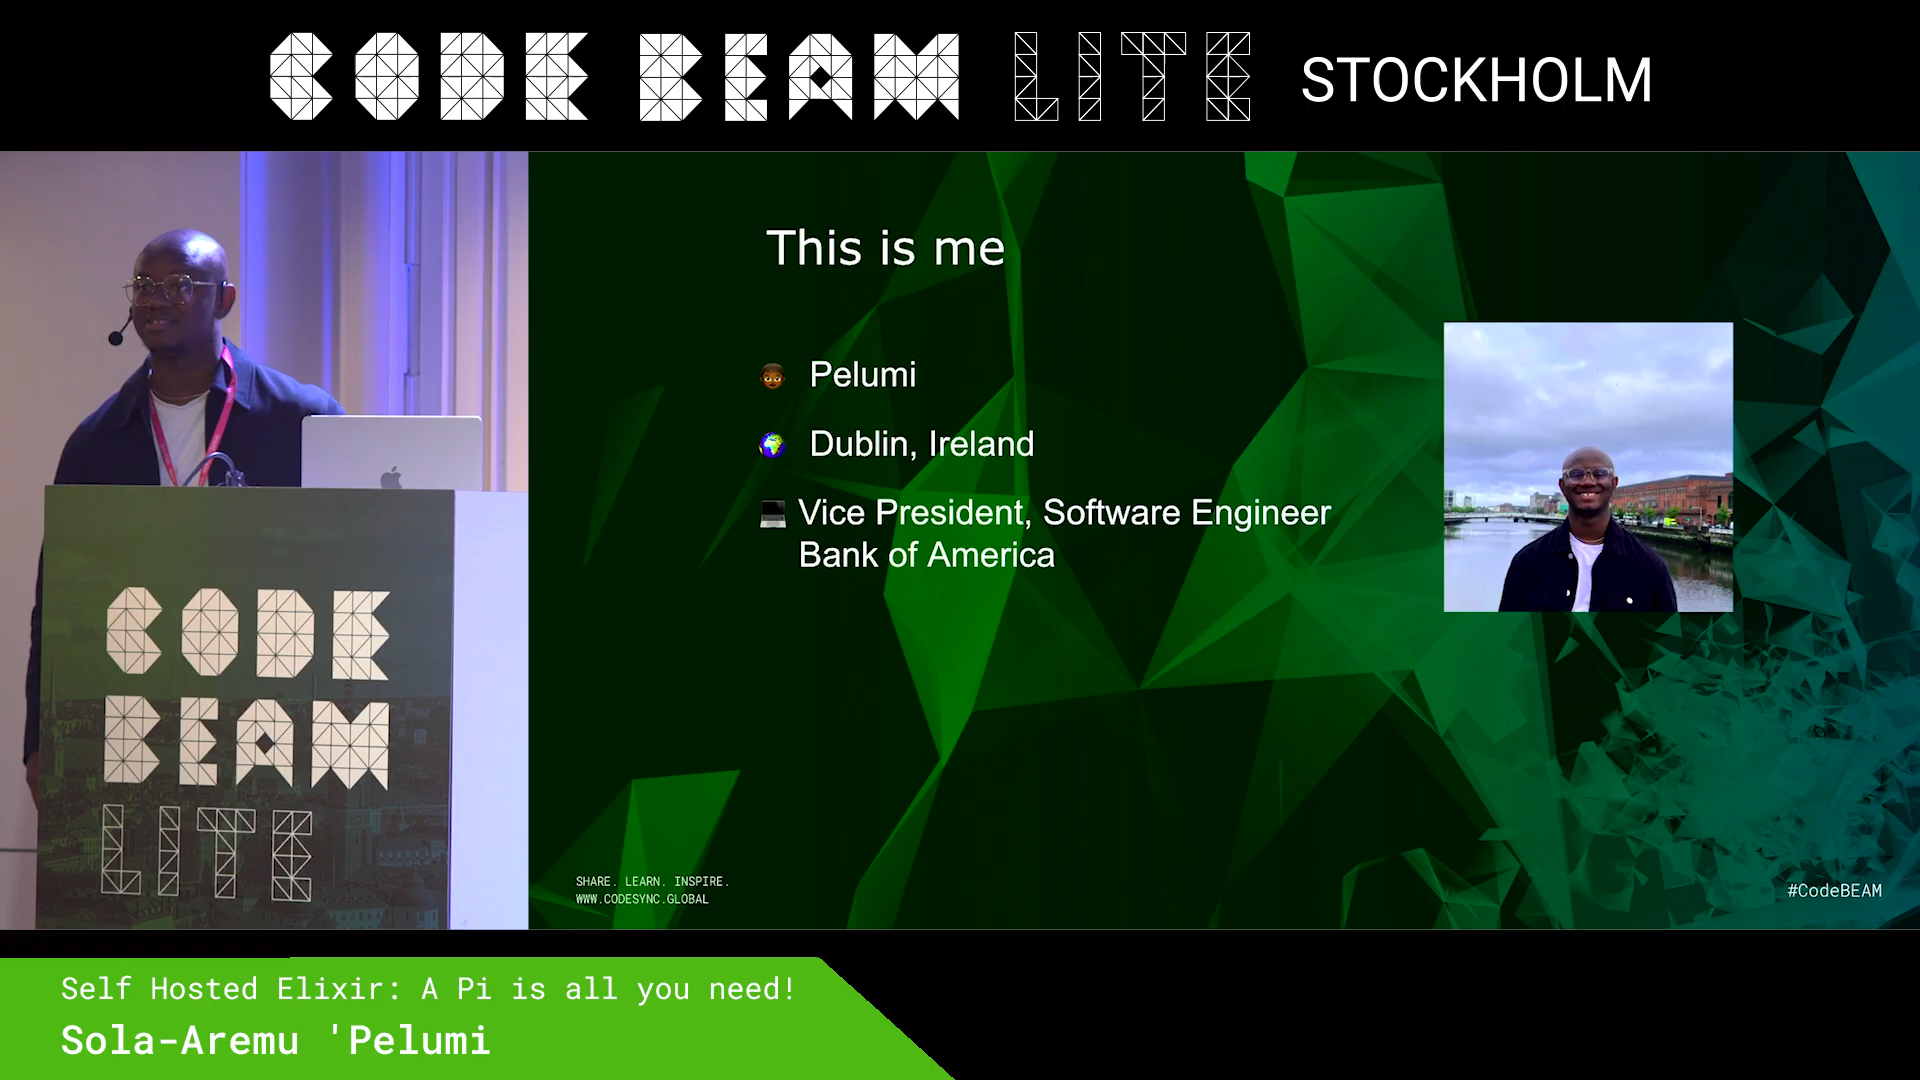 CODE BEAM LITE STOCKHOLM
This is me
Pelumi
Dublin, Ireland
Vice President, Software Engineer
Bank of America
CODE
BEAM
LITE
SHARE. LEARN. INSPIRE.
WWW.CODESYNC.GLOBAL
#CodeBEAM
Self Hosted Elixir: A Pi is all you need!
Sola-Aremu 'Pelumi